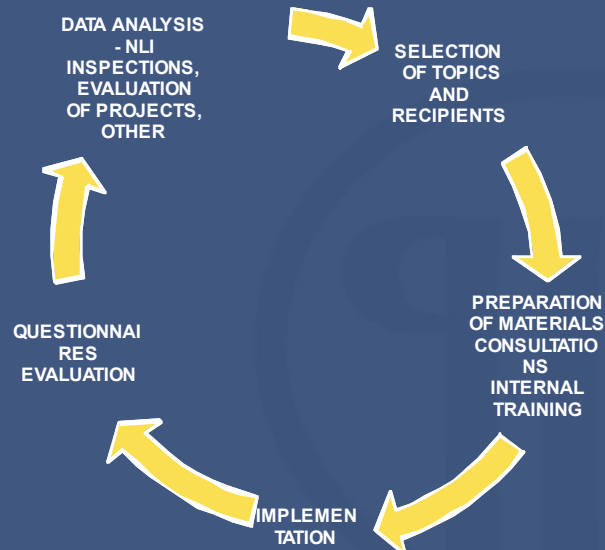 DATA ANALYSIS
- NLI
INSPECTIONS,
EVALUATION
OF PROJECTS,
OTHER
SELECTION
OF TOPICS
AND
RECIPIENTS
PREPARATION
OF MATERIALS
CONSULTATIO
NS
INTERNAL
TRAINING
IMPLEMEN
TATION
QUESTIONNAI
RES
EVALUATION